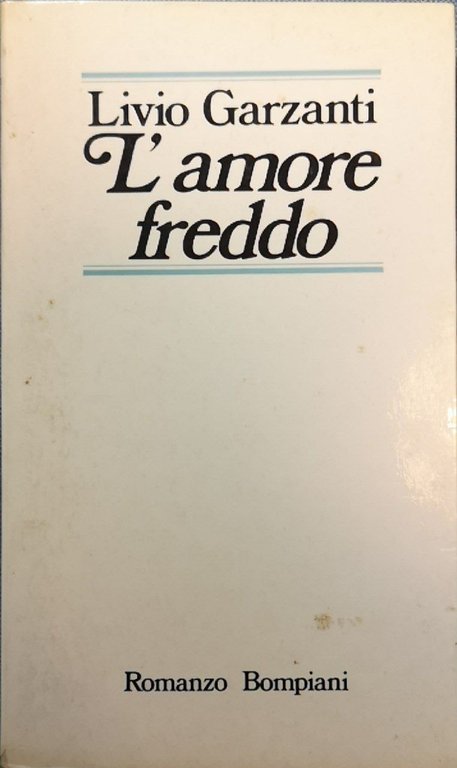 Livio Garzanti
L'amore
freddo
Romanzo Bompiani